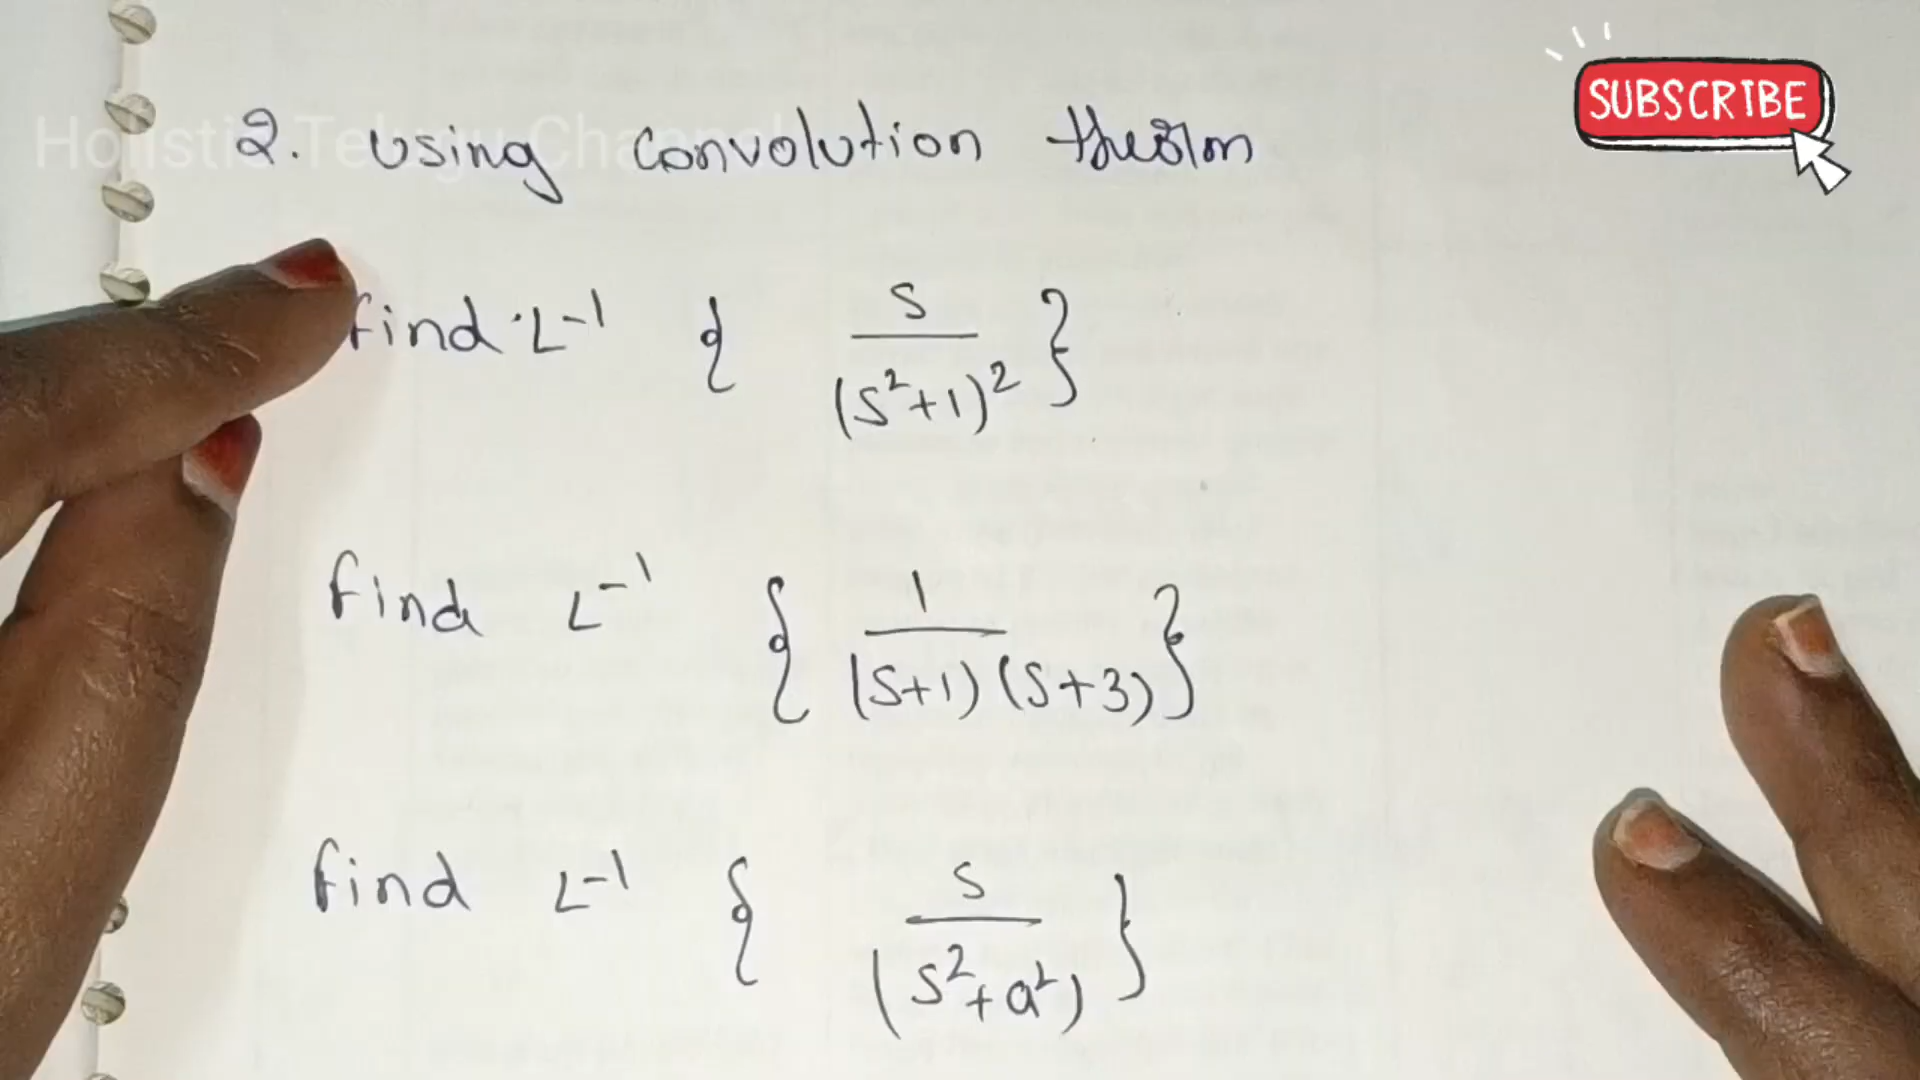 Holistic Telugu Channel
SUBSCRIBE
2. Using convolution theorm
find L⁻¹ { s / (s²+1)² }
find L⁻¹ { 1 / (s+1)(s+3) }
find L⁻¹ { s / (s²+a²) }